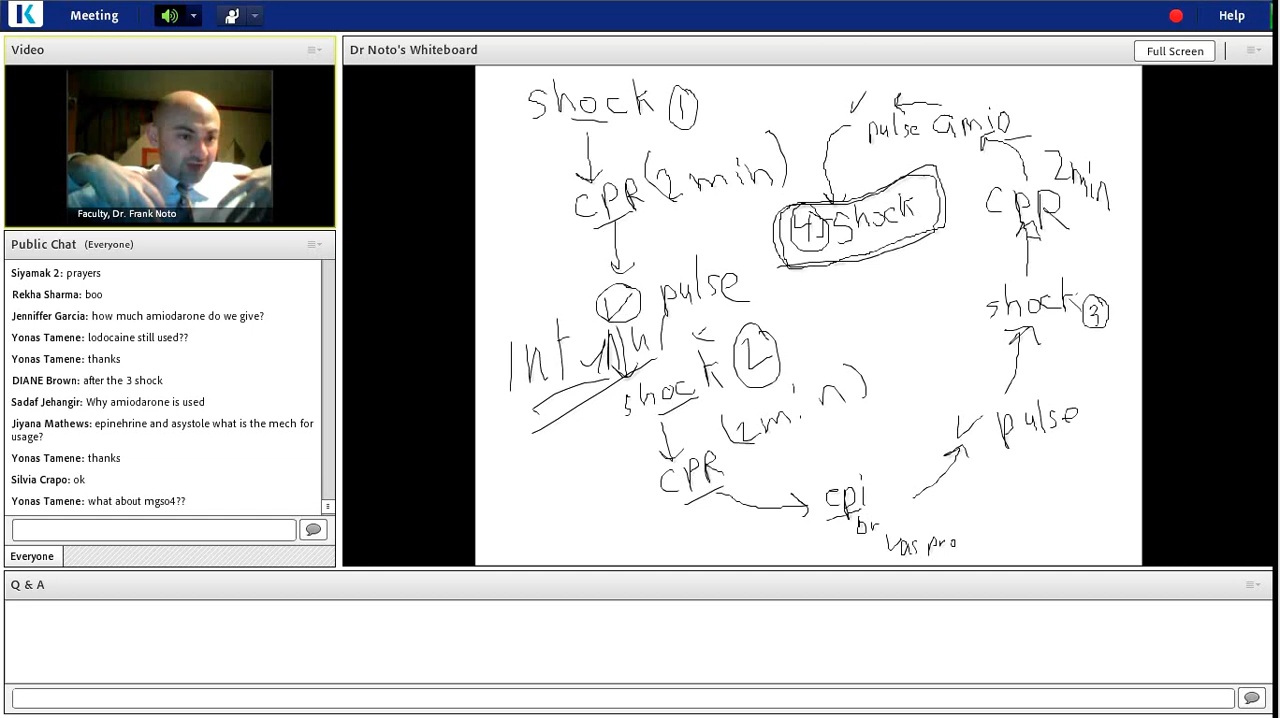 K Meeting Help
Video
Faculty, Dr. Frank Noto
Public Chat (Everyone)
Siyamak 2: prayers
Rekha Sharma: boo
Jenniffer Garcia: how much amiodarone do we give?
Yonas Tamene: lodocaine still used??
Yonas Tamene: thanks
DIANE Brown: after the 3 shock
Sadaf Jehangir: Why amiodarone is used
Jiyana Mathews: epinehrine and asystole what is the mech for
usage?
Yonas Tamene: thanks
Silvia Crapo: ok
Yonas Tamene: what about mgso4??
Everyone
Dr Noto's Whiteboard
Full Screen
shock 1
CPR (2 min)
pulse
shock 2
(2 min)
CPR
epi
or
vas pro
pulse
shock 3
CPR
2 min
amio
pulse
4 shock
Q & A